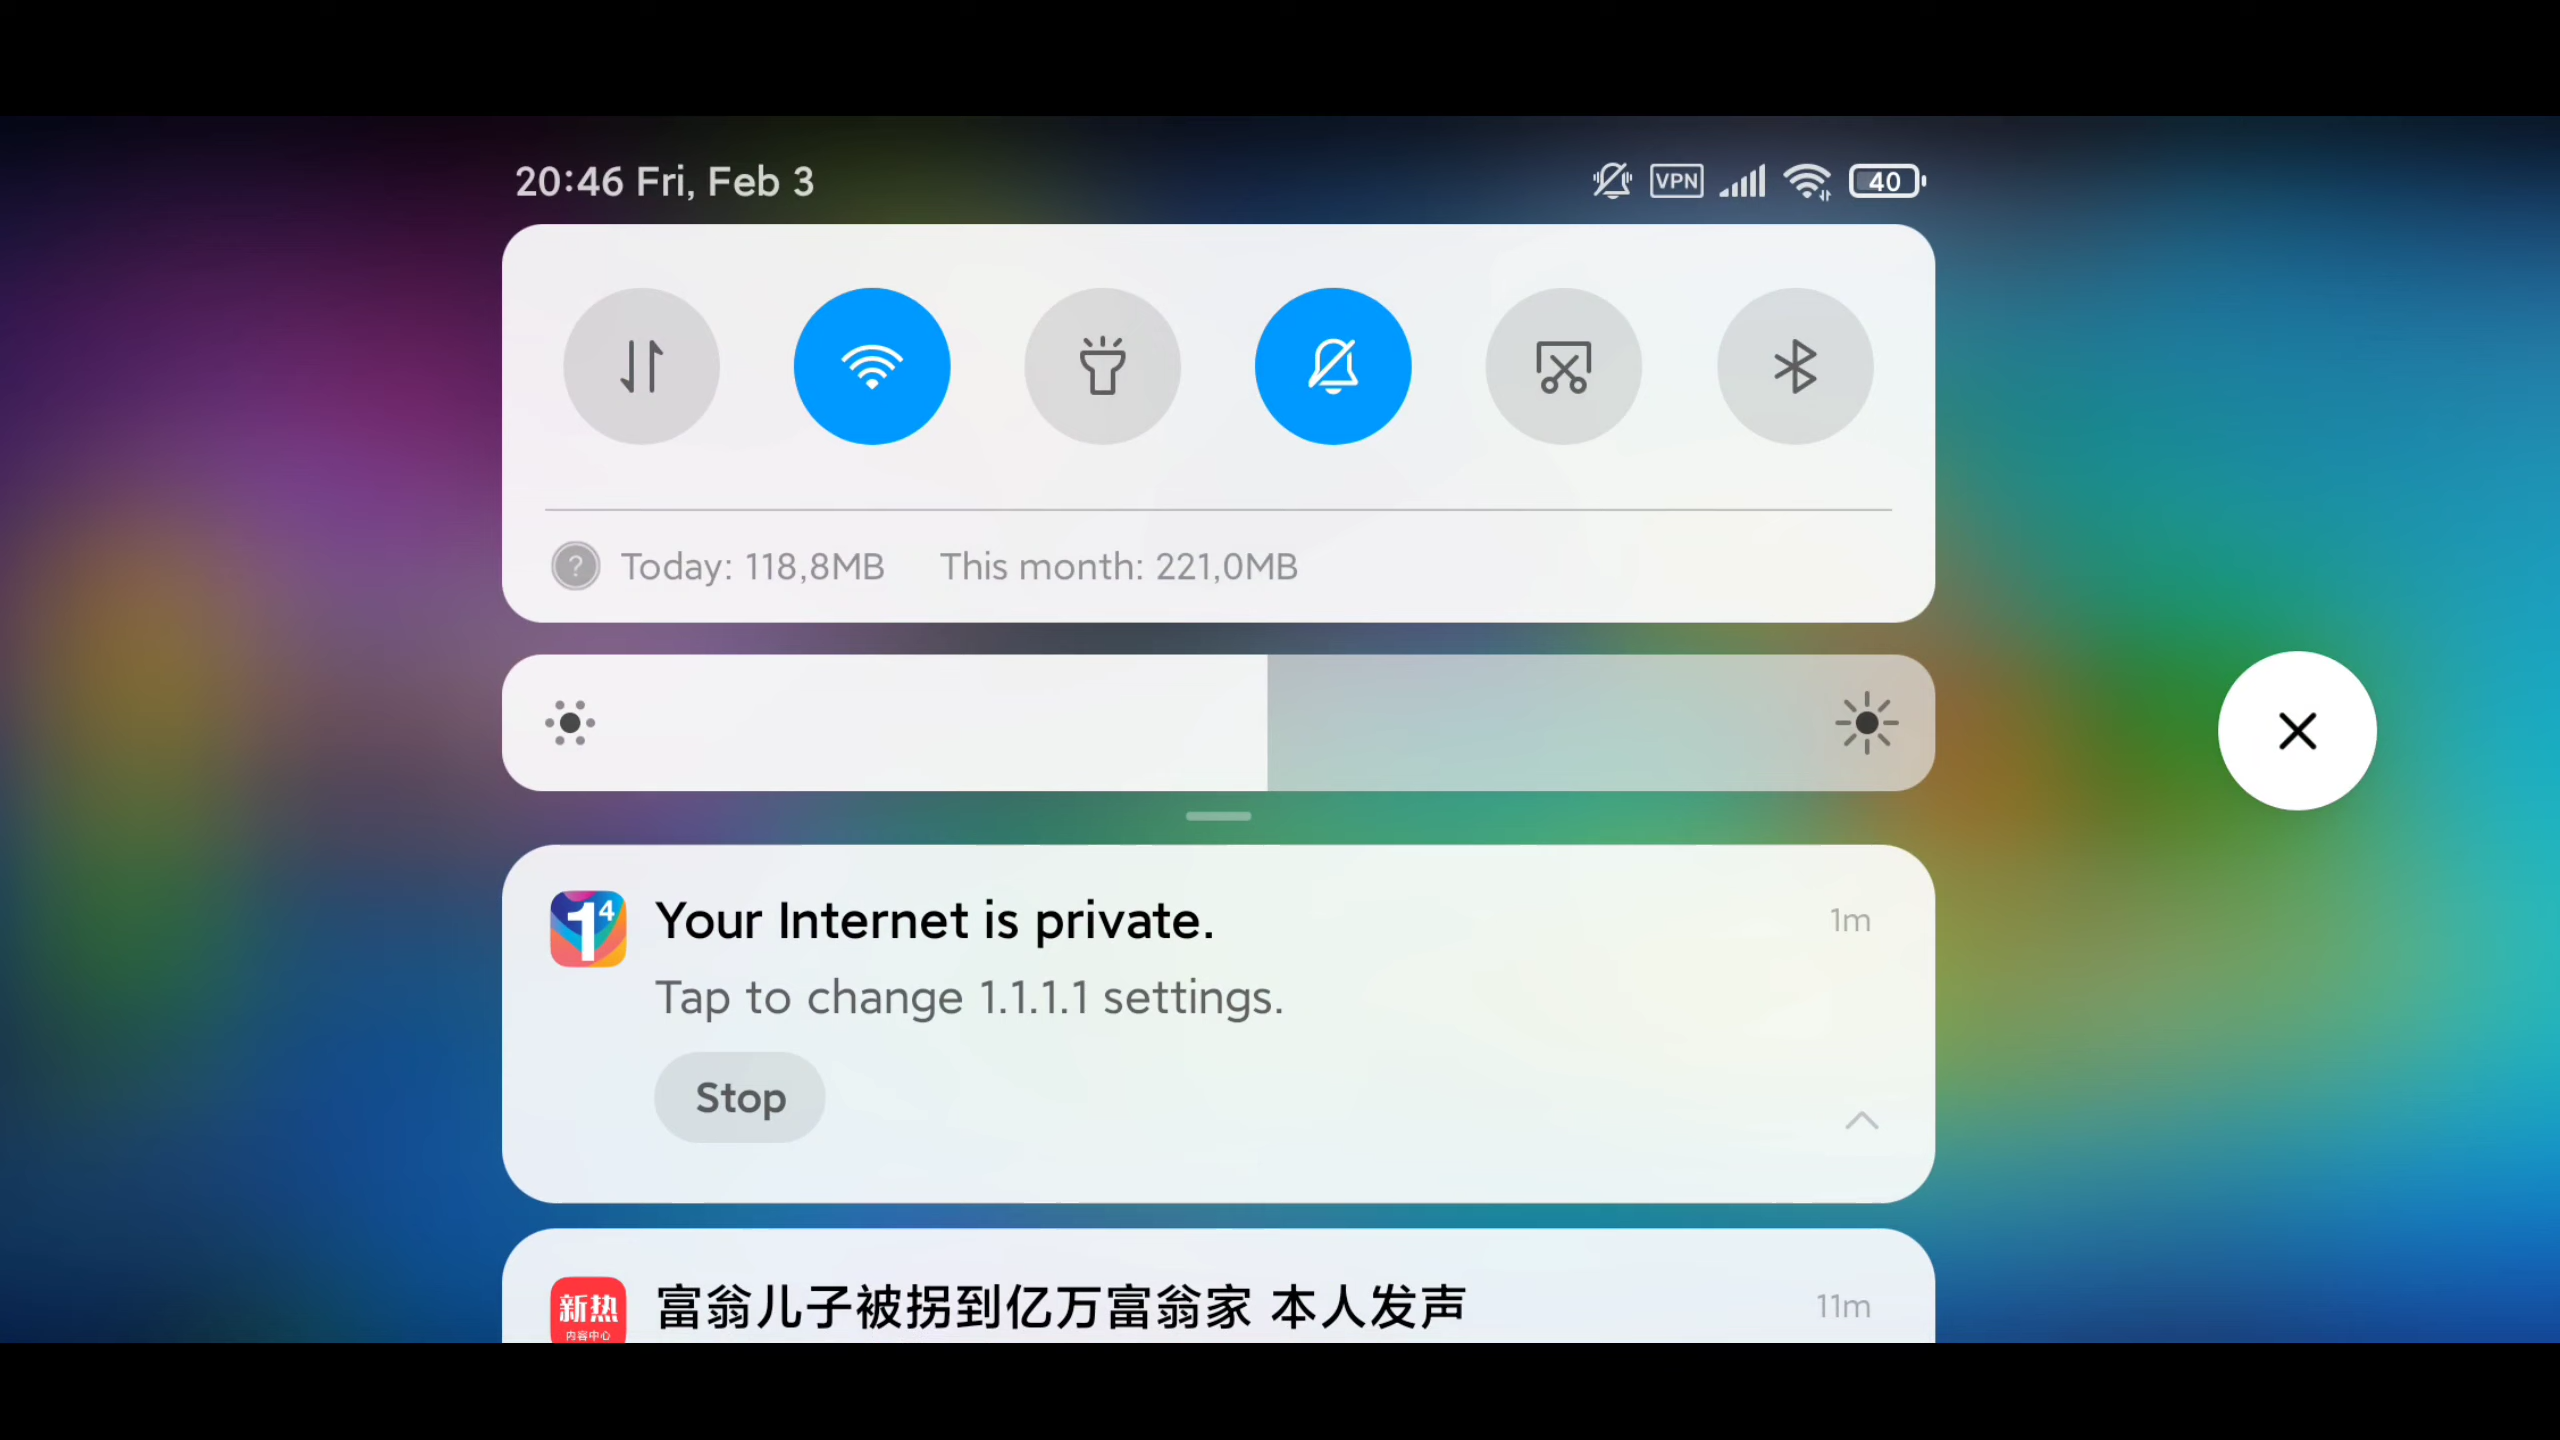 20:46 Fri, Feb 3
VPN
40
? Today: 118,8MB This month: 221,0MB
1⁴ Your Internet is private. 1m
Tap to change 1.1.1.1 settings.
Stop
新热
内容中心
富翁儿子被拐到亿万富翁家 本人发声 11m